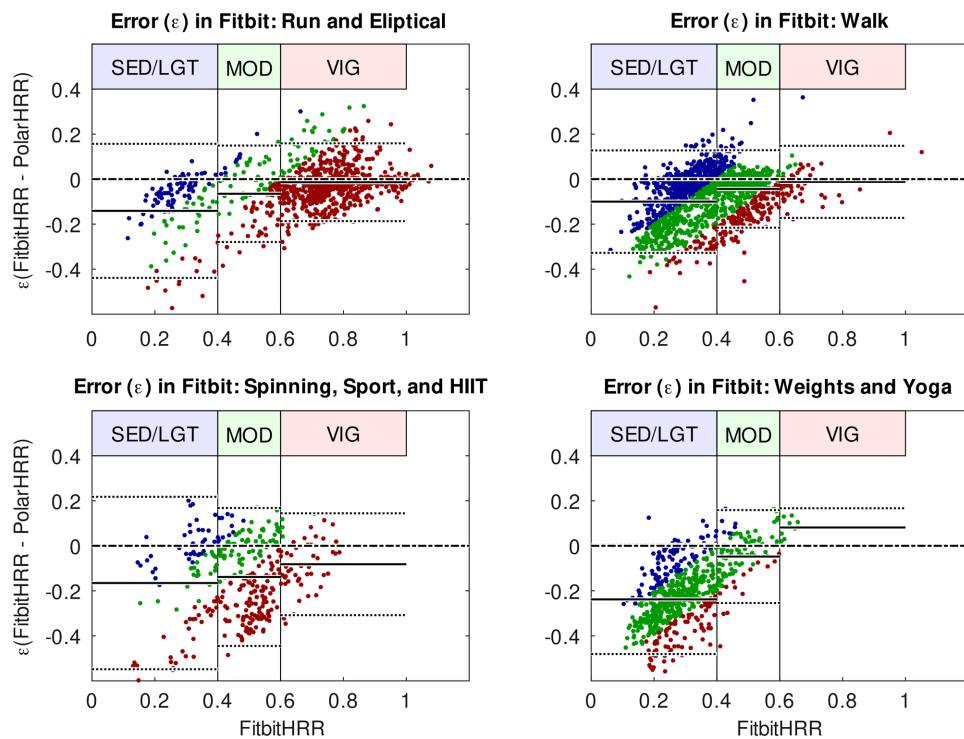 Error (ε) in Fitbit: Run and Eliptical
SED/LGT MOD VIG
ε(FitbitHRR - PolarHRR)
0.4
0.2
0
-0.2
-0.4
0 0.2 0.4 0.6 0.8 1
Error (ε) in Fitbit: Walk
SED/LGT MOD VIG
0.4
0.2
0
-0.2
-0.4
0 0.2 0.4 0.6 0.8 1
Error (ε) in Fitbit: Spinning, Sport, and HIIT
SED/LGT MOD VIG
ε(FitbitHRR - PolarHRR)
0.4
0.2
0
-0.2
-0.4
0 0.2 0.4 0.6 0.8 1
FitbitHRR
Error (ε) in Fitbit: Weights and Yoga
SED/LGT MOD VIG
0.4
0.2
0
-0.2
-0.4
0 0.2 0.4 0.6 0.8 1
FitbitHRR